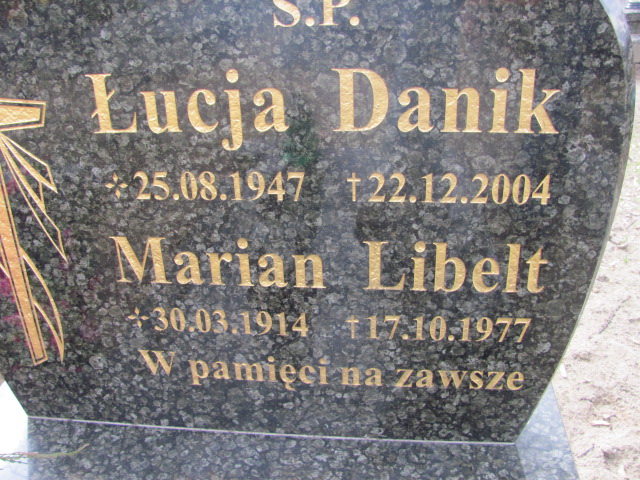 Ś.P.
Łucja Danik
✢25.08.1947 †22.12.2004
Marian Libelt
✢30.03.1914 †17.10.1977
W pamięci na zawsze